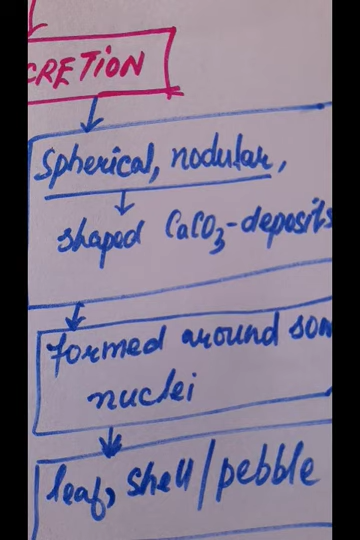 CRETION
Spherical, nodular,
shaped CaCO3-deposits
formed around som
nuclei
leaf, shell/pebble